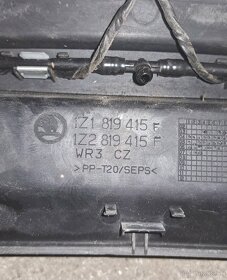 1Z1 819 415 F
1Z2 819 415 F
WR3 CZ
>PP-T20/SEPS<